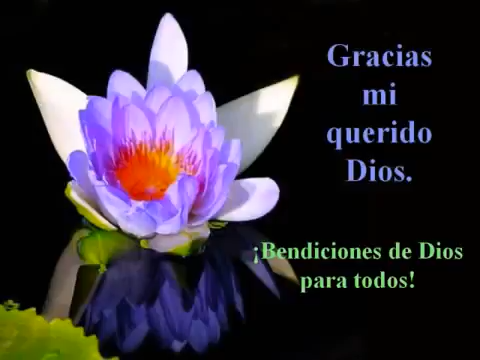 Gracias
mi
querido
Dios.
¡Bendiciones de Dios
para todos!